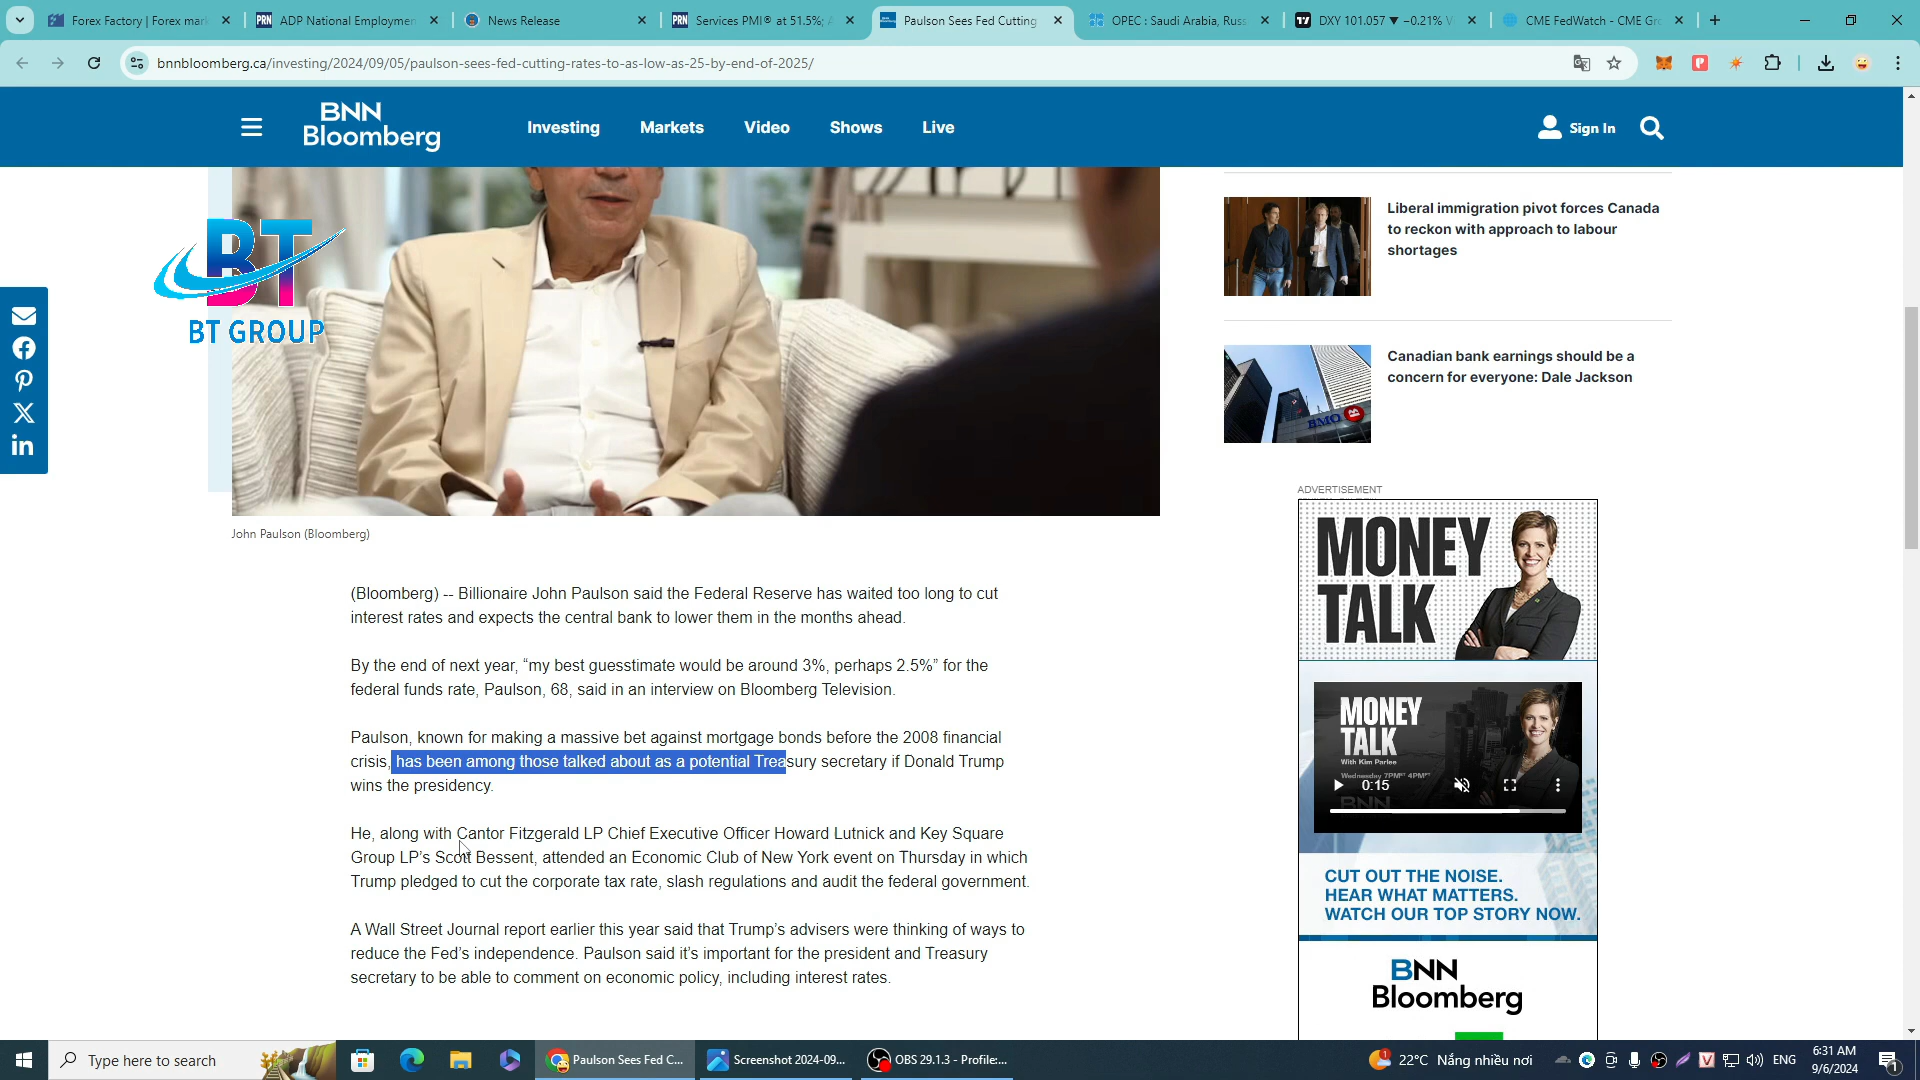 Forex Factory | Forex mark
ADP National Employmen
News Release
Services PMI® at 51.5%; A
Paulson Sees Fed Cutting
OPEC : Saudi Arabia, Russ
DXY 101.057 ▼ −0.21% V
CME FedWatch - CME Gro
bnnbloomberg.ca/investing/2024/09/05/paulson-sees-fed-cutting-rates-to-as-low-as-25-by-end-of-2025/
BNN
Bloomberg
Investing
Markets
Video
Shows
Live
Sign In
BT
BT GROUP
Liberal immigration pivot forces Canada
to reckon with approach to labour
shortages
BMO
Canadian bank earnings should be a
concern for everyone: Dale Jackson
John Paulson (Bloomberg)
(Bloomberg) -- Billionaire John Paulson said the Federal Reserve has waited too long to cut
interest rates and expects the central bank to lower them in the months ahead.
By the end of next year, “my best guesstimate would be around 3%, perhaps 2.5%” for the
federal funds rate, Paulson, 68, said in an interview on Bloomberg Television.
Paulson, known for making a massive bet against mortgage bonds before the 2008 financial
crisis, has been among those talked about as a potential Treasury secretary if Donald Trump
wins the presidency.
He, along with Cantor Fitzgerald LP Chief Executive Officer Howard Lutnick and Key Square
Group LP’s Scott Bessent, attended an Economic Club of New York event on Thursday in which
Trump pledged to cut the corporate tax rate, slash regulations and audit the federal government.
A Wall Street Journal report earlier this year said that Trump’s advisers were thinking of ways to
reduce the Fed’s independence. Paulson said it’s important for the president and Treasury
secretary to be able to comment on economic policy, including interest rates.
ADVERTISEMENT
MONEY
TALK
MONEY
TALK
With Kim Parlee
Wednesday 7PM ET 4PM PT
0:15
BNN
CUT OUT THE NOISE.
HEAR WHAT MATTERS.
WATCH OUR TOP STORY NOW.
BNN
Bloomberg
Type here to search
Paulson Sees Fed C...
Screenshot 2024-09...
OBS 29.1.3 - Profile:...
22°C Nắng nhiều nơi
ENG
6:31 AM
9/6/2024